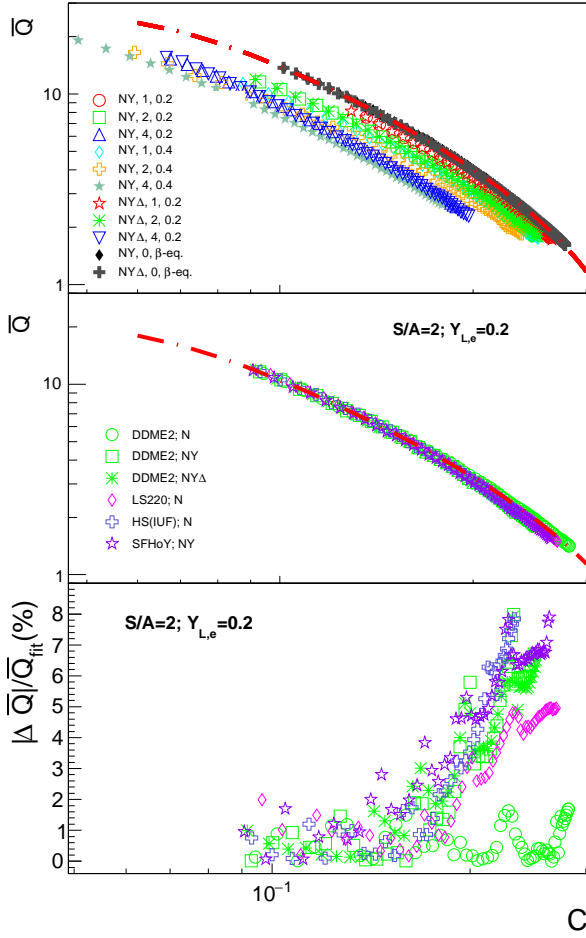 Q̅
10
1
NY, 1, 0.2
NY, 2, 0.2
NY, 4, 0.2
NY, 1, 0.4
NY, 2, 0.4
NY, 4, 0.4
NYΔ, 1, 0.2
NYΔ, 2, 0.2
NYΔ, 4, 0.2
NY, 0, β-eq.
NYΔ, 0, β-eq.
Q̅
10
1
S/A=2; Y_{L,e}=0.2
DDME2; N
DDME2; NY
DDME2; NYΔ
LS220; N
HS(IUF); N
SFHoY; NY
|Δ Q̅|/Q̅_{fit}(%)
8
7
6
5
4
3
2
1
0
S/A=2; Y_{L,e}=0.2
10⁻¹
C